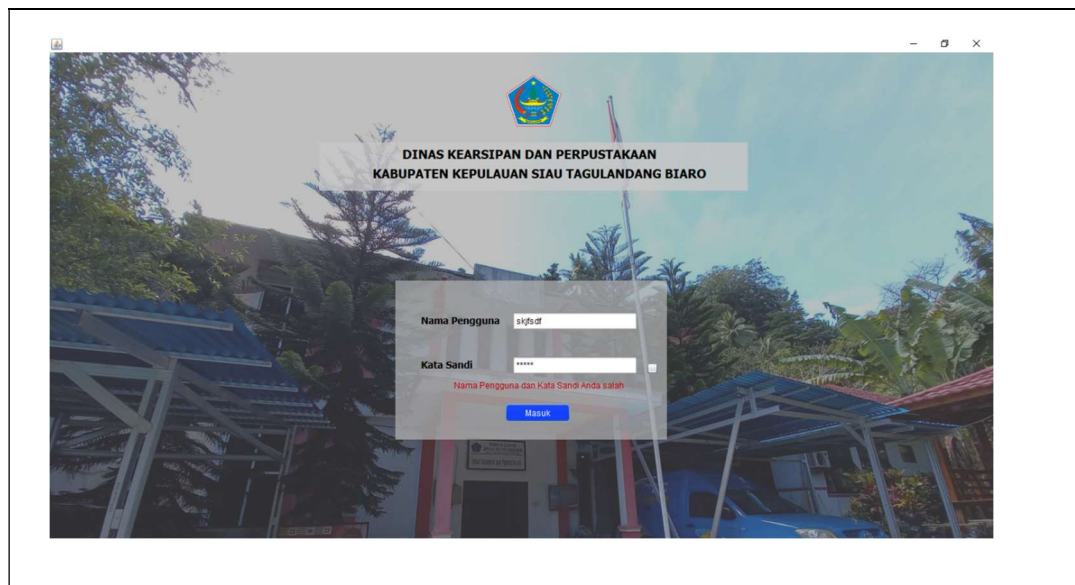 DINAS KEARSIPAN DAN PERPUSTAKAAN
KABUPATEN KEPULAUAN SIAU TAGULANDANG BIARO
Nama Pengguna skjfsdf
Kata Sandi *****
Nama Pengguna dan Kata Sandi Anda salah
Masuk